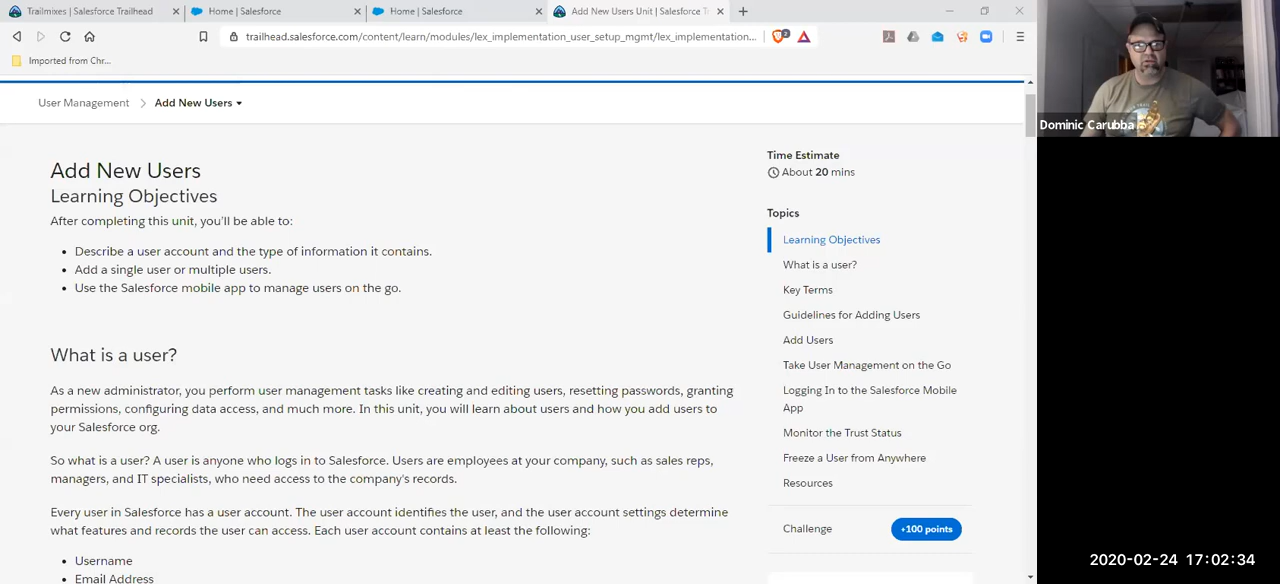 Trailmixes | Salesforce Trailhead
Home | Salesforce
Home | Salesforce
Add New Users Unit | Salesforce T
trailhead.salesforce.com/content/learn/modules/lex_implementation_user_setup_mgmt/lex_implementation...
2
Imported from Chr...
User Management
Add New Users
Add New Users
Learning Objectives
After completing this unit, you'll be able to:
Describe a user account and the type of information it contains.
Add a single user or multiple users.
Use the Salesforce mobile app to manage users on the go.
What is a user?
As a new administrator, you perform user management tasks like creating and editing users, resetting passwords, granting
permissions, configuring data access, and much more. In this unit, you will learn about users and how you add users to
your Salesforce org.
So what is a user? A user is anyone who logs in to Salesforce. Users are employees at your company, such as sales reps,
managers, and IT specialists, who need access to the company's records.
Every user in Salesforce has a user account. The user account identifies the user, and the user account settings determine
what features and records the user can access. Each user account contains at least the following:
Username
Email Address
Time Estimate
About 20 mins
Topics
Learning Objectives
What is a user?
Key Terms
Guidelines for Adding Users
Add Users
Take User Management on the Go
Logging In to the Salesforce Mobile
App
Monitor the Trust Status
Freeze a User from Anywhere
Resources
Challenge
+100 points
Dominic Carubba
2020-02-24 17:02:34